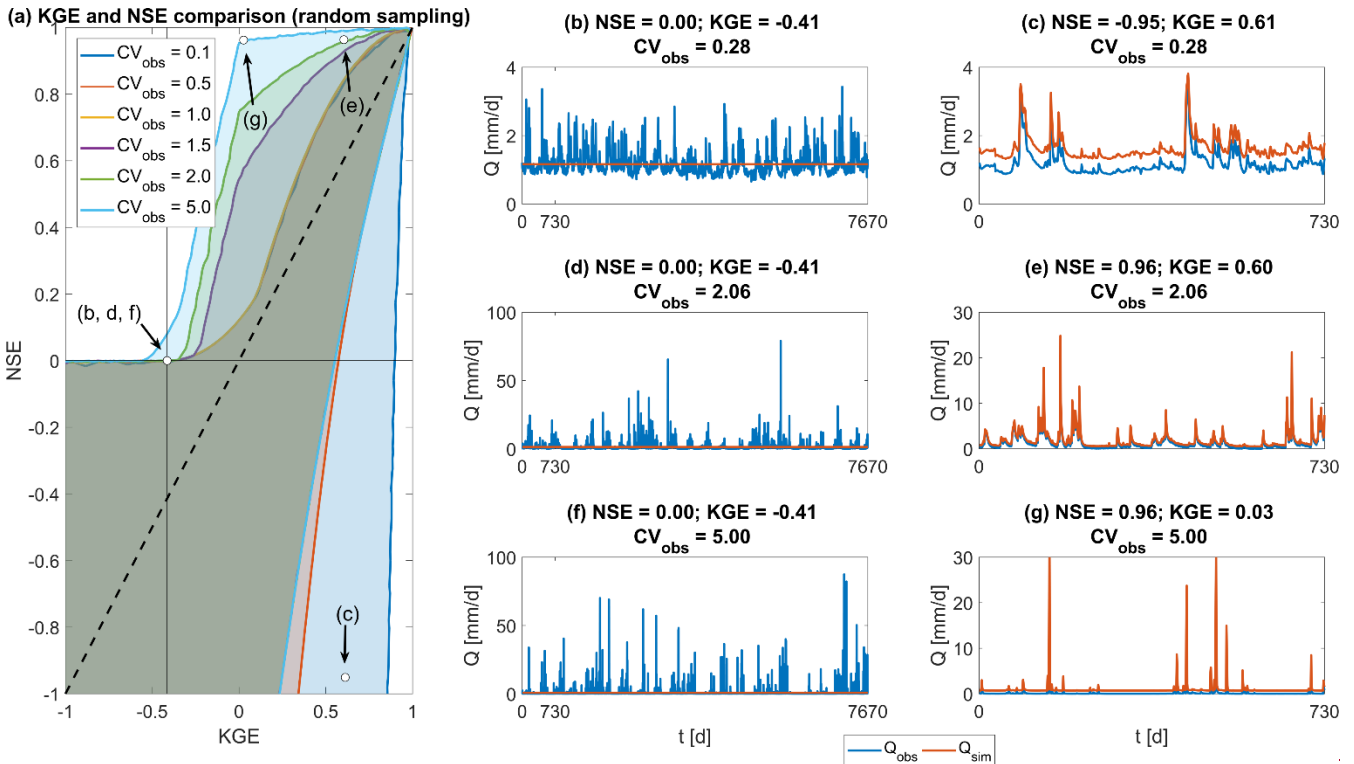 (a) KGE and NSE comparison (random sampling)
CVobs = 0.1
CVobs = 0.5
CVobs = 1.0
CVobs = 1.5
CVobs = 2.0
CVobs = 5.0
(g)
(e)
(b, d, f)
(c)
1
0.8
0.6
0.4
0.2
0
-0.2
-0.4
-0.6
-0.8
-1
NSE
-1
-0.5
0
0.5
1
KGE
(b) NSE = 0.00; KGE = -0.41
CVobs = 0.28
4
2
0
Q [mm/d]
0 730 7670
(c) NSE = -0.95; KGE = 0.61
CVobs = 0.28
4
2
0
Q [mm/d]
0 730
(d) NSE = 0.00; KGE = -0.41
CVobs = 2.06
100
50
0
Q [mm/d]
0 730 7670
(e) NSE = 0.96; KGE = 0.60
CVobs = 2.06
30
20
10
0
Q [mm/d]
0 730
(f) NSE = 0.00; KGE = -0.41
CVobs = 5.00
100
50
0
Q [mm/d]
0 730 7670
t [d]
(g) NSE = 0.96; KGE = 0.03
CVobs = 5.00
30
20
10
0
Q [mm/d]
0 730
t [d]
Qobs Qsim